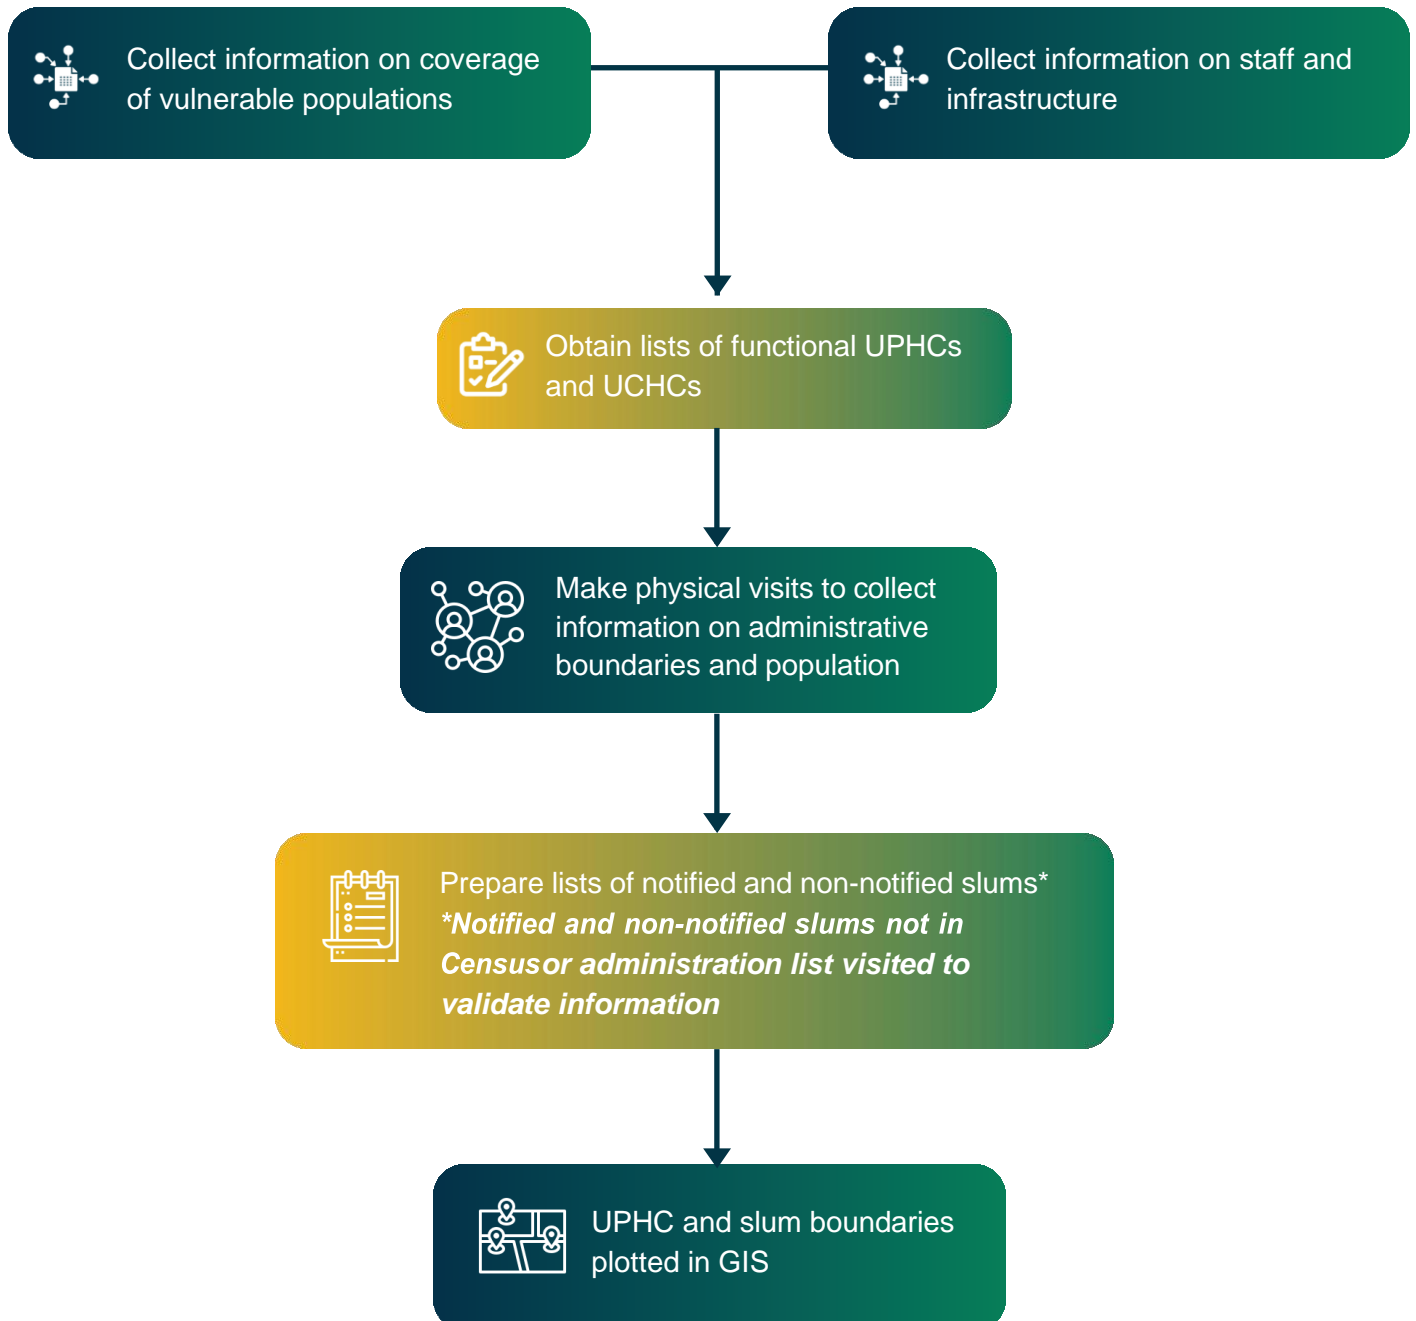 Collect information on coverage
of vulnerable populations
Collect information on staff and
infrastructure
Obtain lists of functional UPHCs
and UCHCs
Make physical visits to collect
information on administrative
boundaries and population
Prepare lists of notified and non-notified slums*
*Notified and non-notified slums not in
Censusor administration list visited to
validate information
UPHC and slum boundaries
plotted in GIS